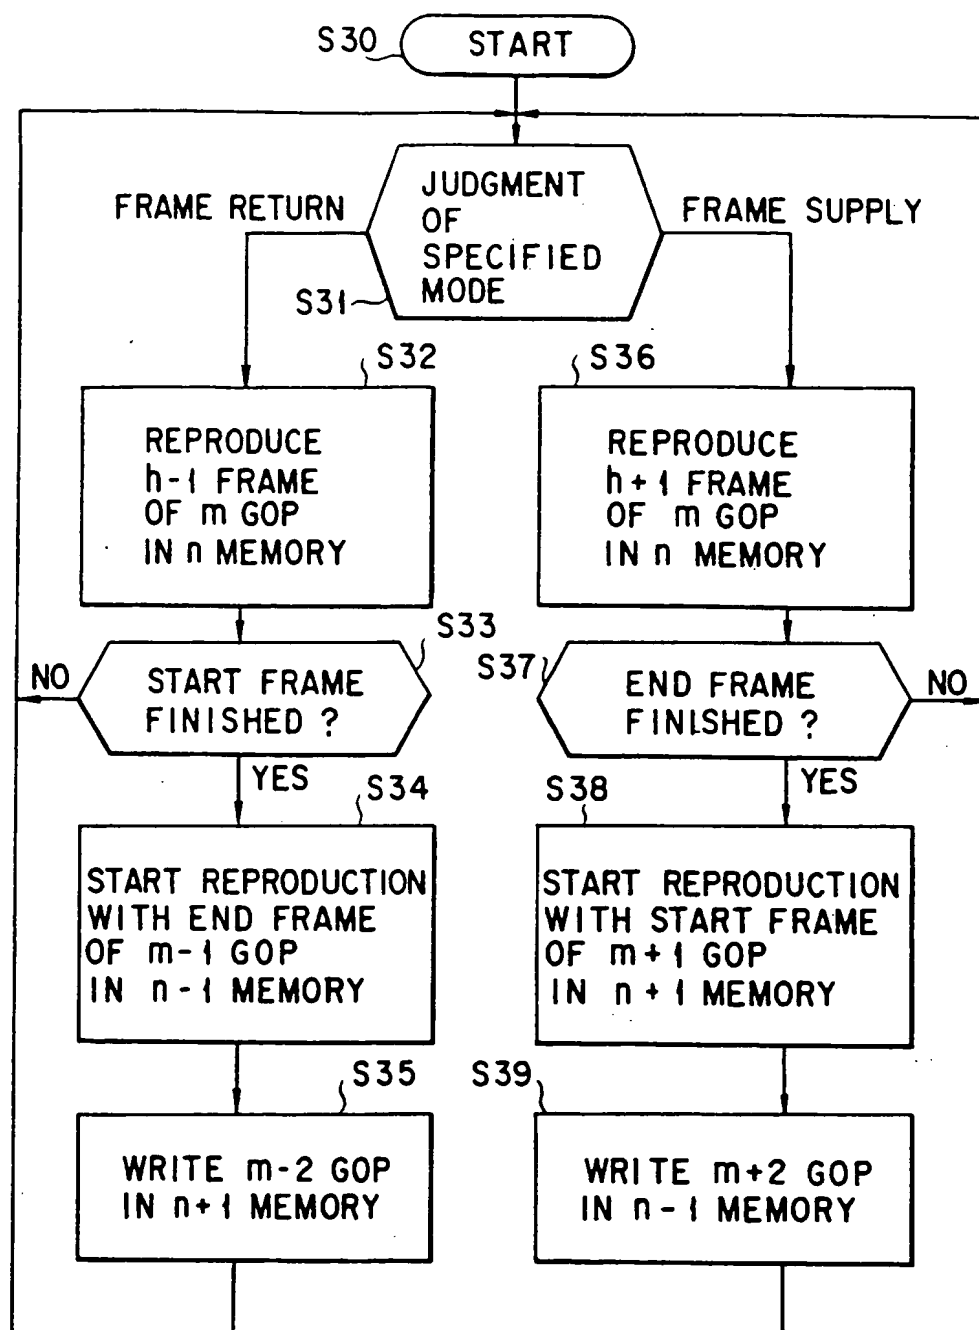 S30
START
JUDGMENT
OF
SPECIFIED
MODE
S31
FRAME RETURN
FRAME SUPPLY
S32
REPRODUCE
h-1 FRAME
OF m GOP
IN n MEMORY
S36
REPRODUCE
h+1 FRAME
OF m GOP
IN n MEMORY
S33
START FRAME
FINISHED ?
NO
YES
S37
END FRAME
FINISHED ?
NO
YES
S34
START REPRODUCTION
WITH END FRAME
OF m-1 GOP
IN n-1 MEMORY
S38
START REPRODUCTION
WITH START FRAME
OF m+1 GOP
IN n+1 MEMORY
S35
WRITE m-2 GOP
IN n+1 MEMORY
S39
WRITE m+2 GOP
IN n-1 MEMORY